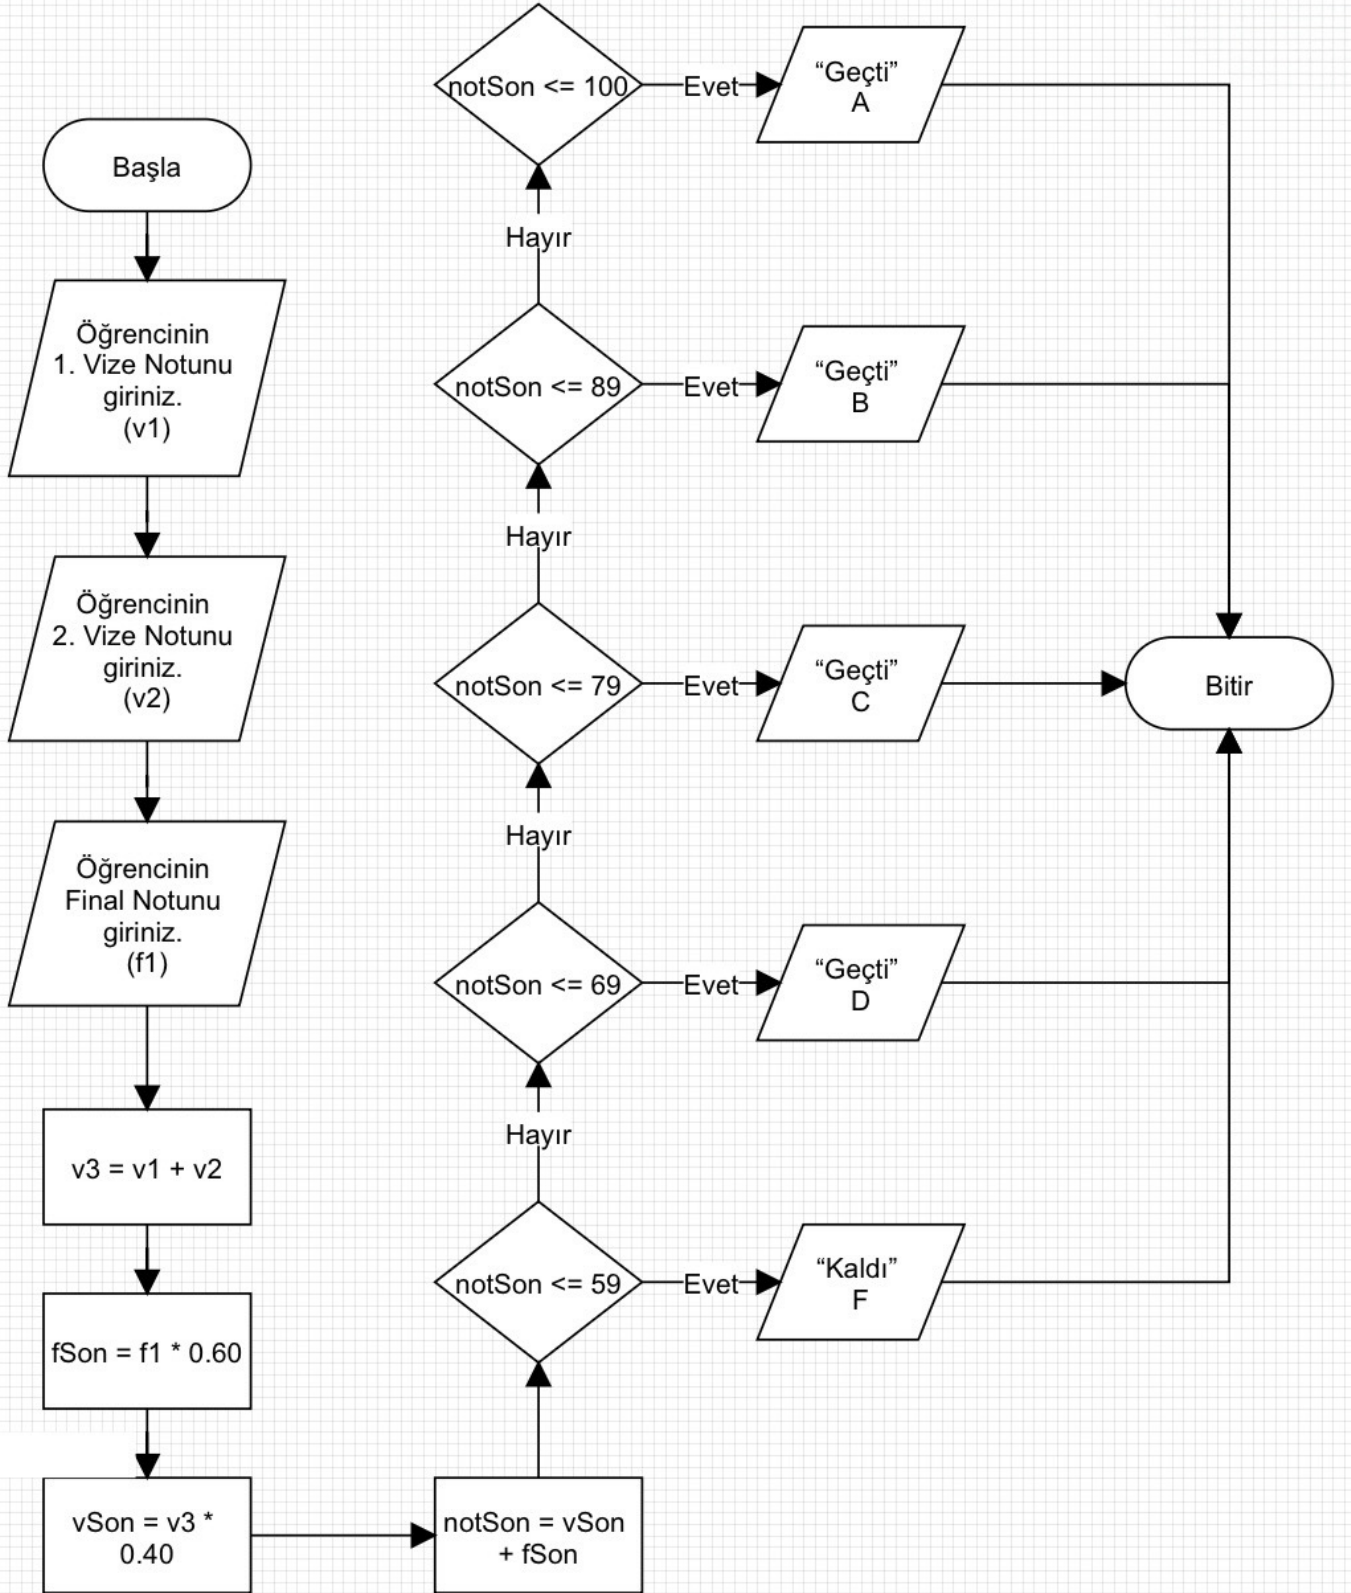 Başla
Öğrencinin
1. Vize Notunu
giriniz.
(v1)
Öğrencinin
2. Vize Notunu
giriniz.
(v2)
Öğrencinin
Final Notunu
giriniz.
(f1)
v3 = v1 + v2
fSon = f1 * 0.60
vSon = v3 *
0.40
notSon = vSon
+ fSon
notSon <= 59
Evet
“Kaldı”
F
Hayır
notSon <= 69
Evet
“Geçti”
D
Hayır
notSon <= 79
Evet
“Geçti”
C
Hayır
notSon <= 89
Evet
“Geçti”
B
Hayır
notSon <= 100
Evet
“Geçti”
A
Bitir